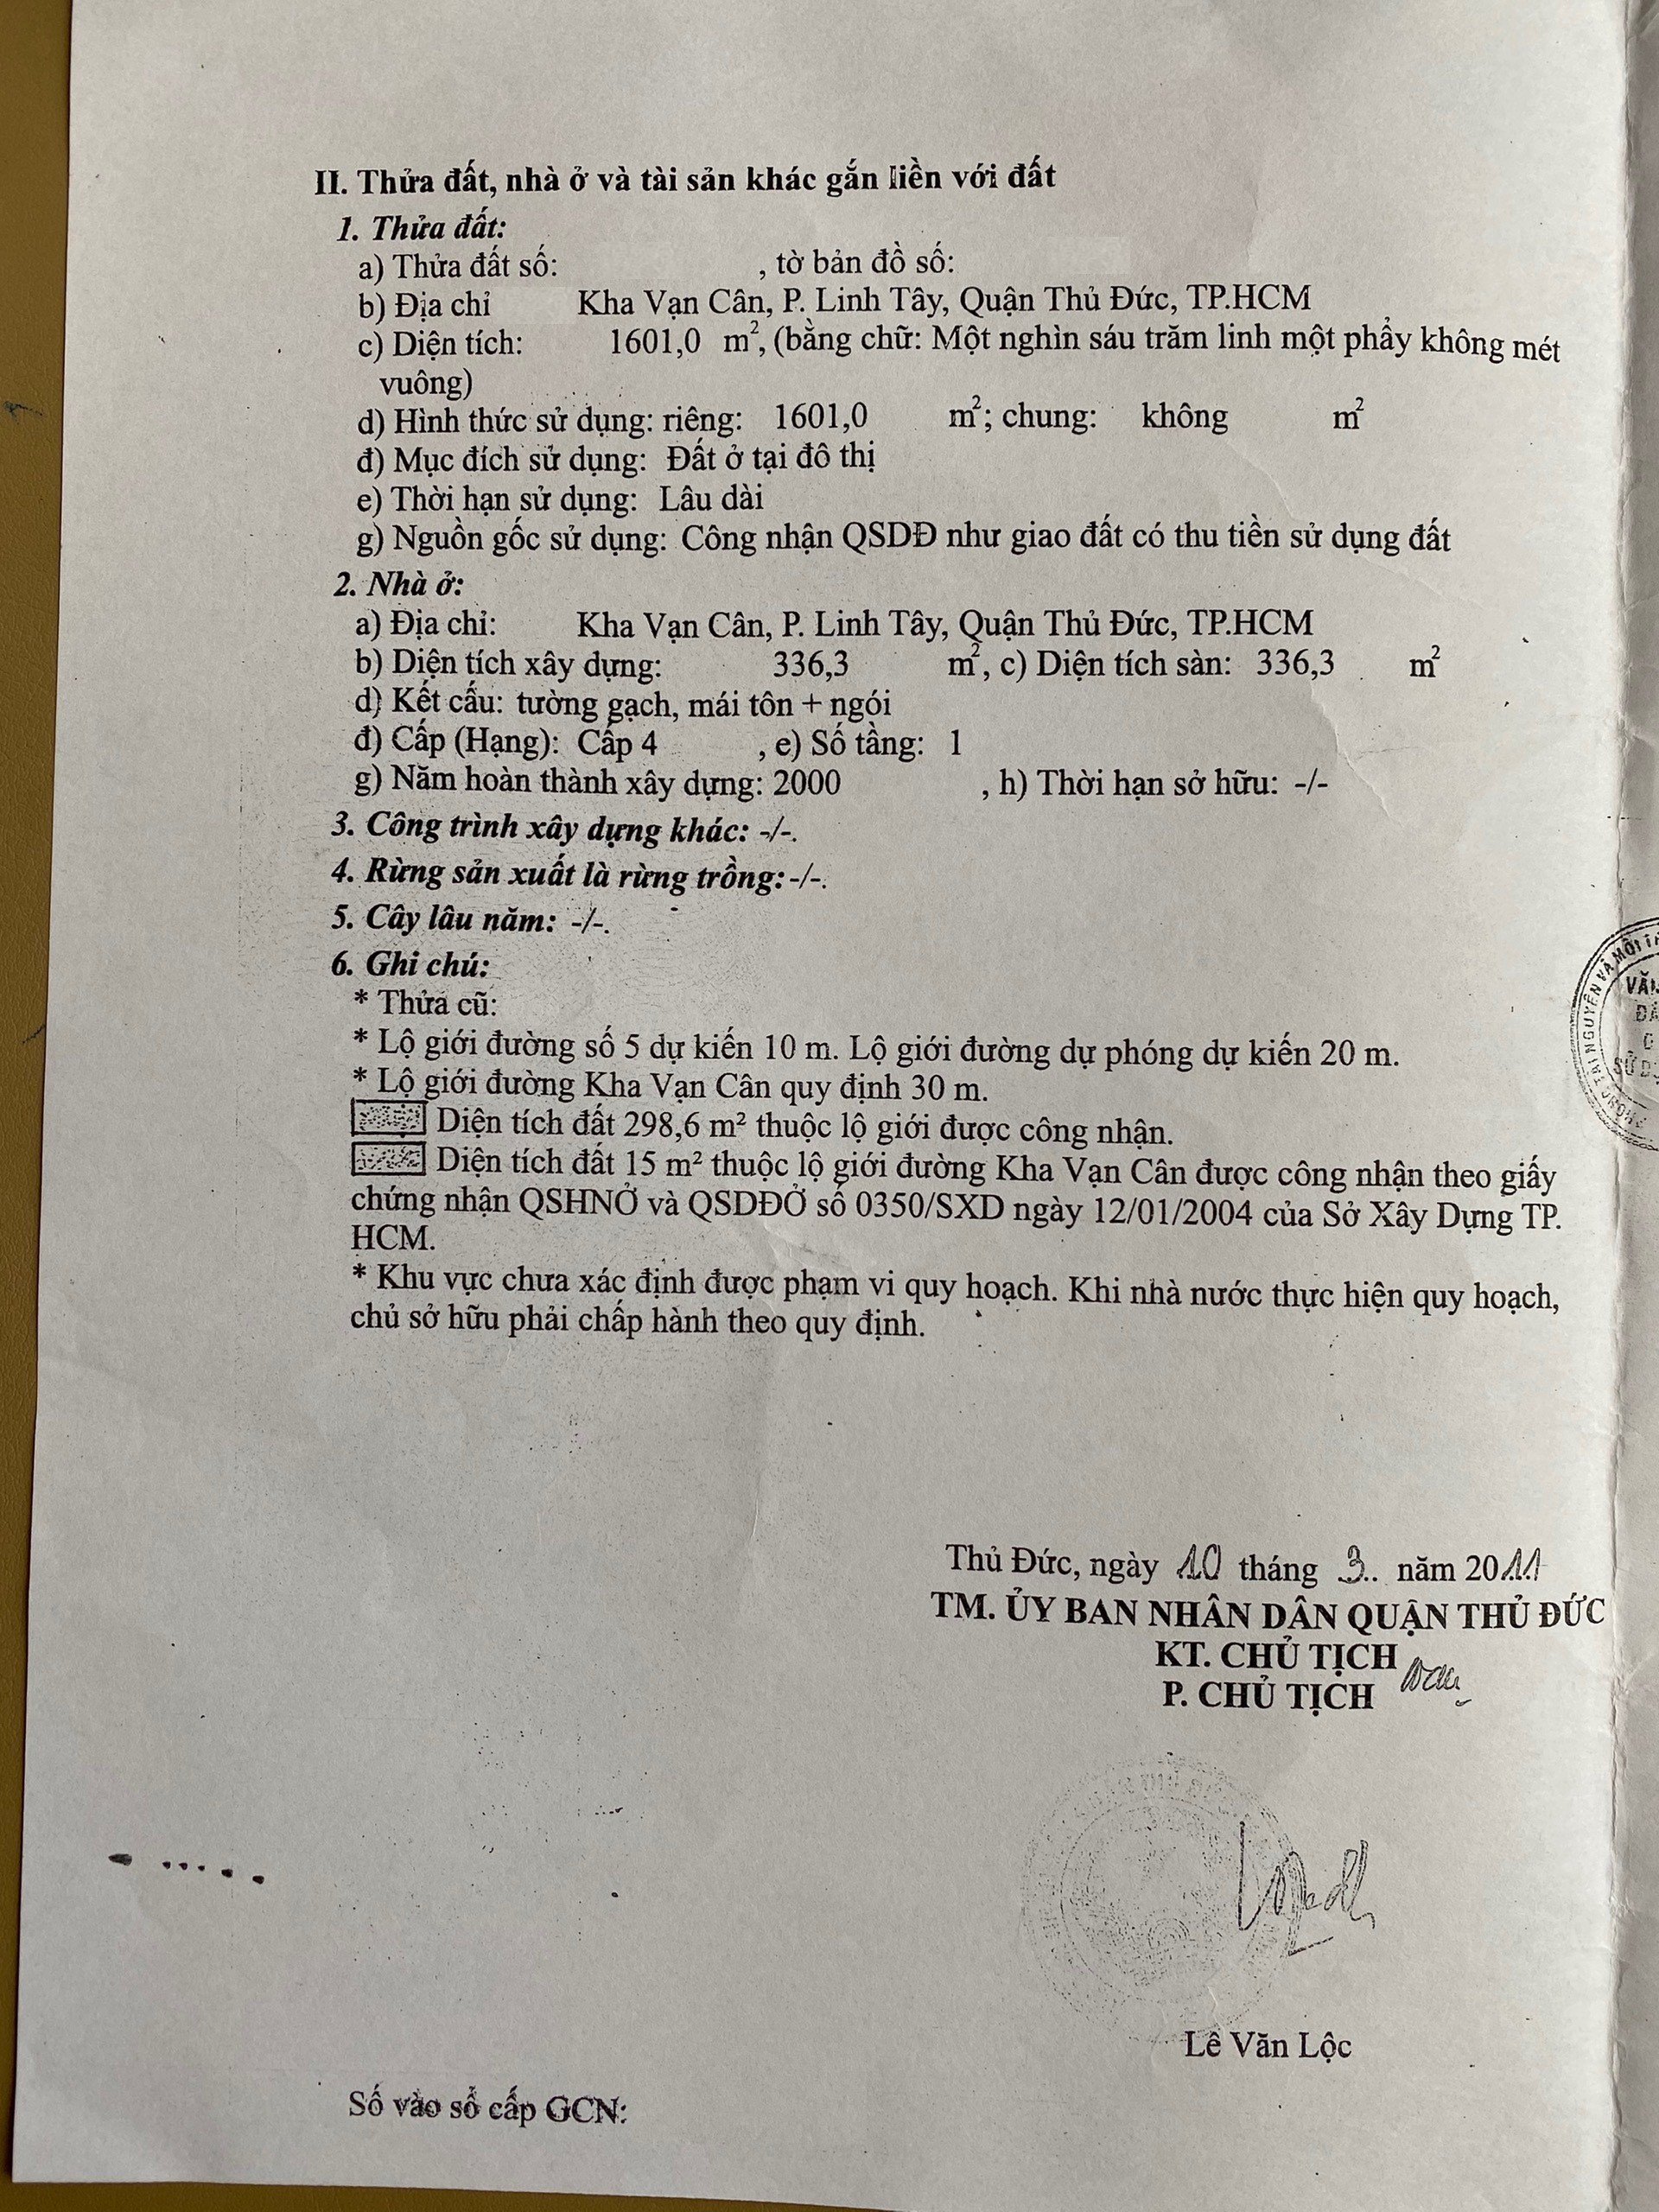 II. Thửa đất, nhà ở và tài sản khác gắn liền với đất
1. Thửa đất:
a) Thửa đất số: , tờ bản đồ số:
b) Địa chỉ Kha Vạn Cân, P. Linh Tây, Quận Thủ Đức, TP.HCM
c) Diện tích: 1601,0 m², (bằng chữ: Một nghìn sáu trăm linh một phẩy không mét
vuông)
d) Hình thức sử dụng: riêng: 1601,0 m²; chung: không m²
đ) Mục đích sử dụng: Đất ở tại đô thị
e) Thời hạn sử dụng: Lâu dài
g) Nguồn gốc sử dụng: Công nhận QSDĐ như giao đất có thu tiền sử dụng đất
2. Nhà ở:
a) Địa chỉ: Kha Vạn Cân, P. Linh Tây, Quận Thủ Đức, TP.HCM
b) Diện tích xây dựng: 336,3 m², c) Diện tích sàn: 336,3 m²
d) Kết cấu: tường gạch, mái tôn + ngói
đ) Cấp (Hạng): Cấp 4 , e) Số tầng: 1
g) Năm hoàn thành xây dựng: 2000 , h) Thời hạn sở hữu: -/-
3. Công trình xây dựng khác: -/-.
4. Rừng sản xuất là rừng trồng: -/-.
5. Cây lâu năm: -/-.
6. Ghi chú:
* Thửa cũ:
* Lộ giới đường số 5 dự kiến 10 m. Lộ giới đường dự phóng dự kiến 20 m.
* Lộ giới đường Kha Vạn Cân quy định 30 m.
Diện tích đất 298,6 m² thuộc lộ giới được công nhận.
Diện tích đất 15 m² thuộc lộ giới đường Kha Vạn Cân được công nhận theo giấy
chứng nhận QSHNỞ và QSDĐỞ số 0350/SXD ngày 12/01/2004 của Sở Xây Dựng TP.
HCM.
* Khu vực chưa xác định được phạm vi quy hoạch. Khi nhà nước thực hiện quy hoạch,
chủ sở hữu phải chấp hành theo quy định.
Thủ Đức, ngày 10 tháng 3 năm 2011
TM. ỦY BAN NHÂN DÂN QUẬN THỦ ĐỨC
KT. CHỦ TỊCH
P. CHỦ TỊCH
Lê Văn Lộc
Số vào sổ cấp GCN: